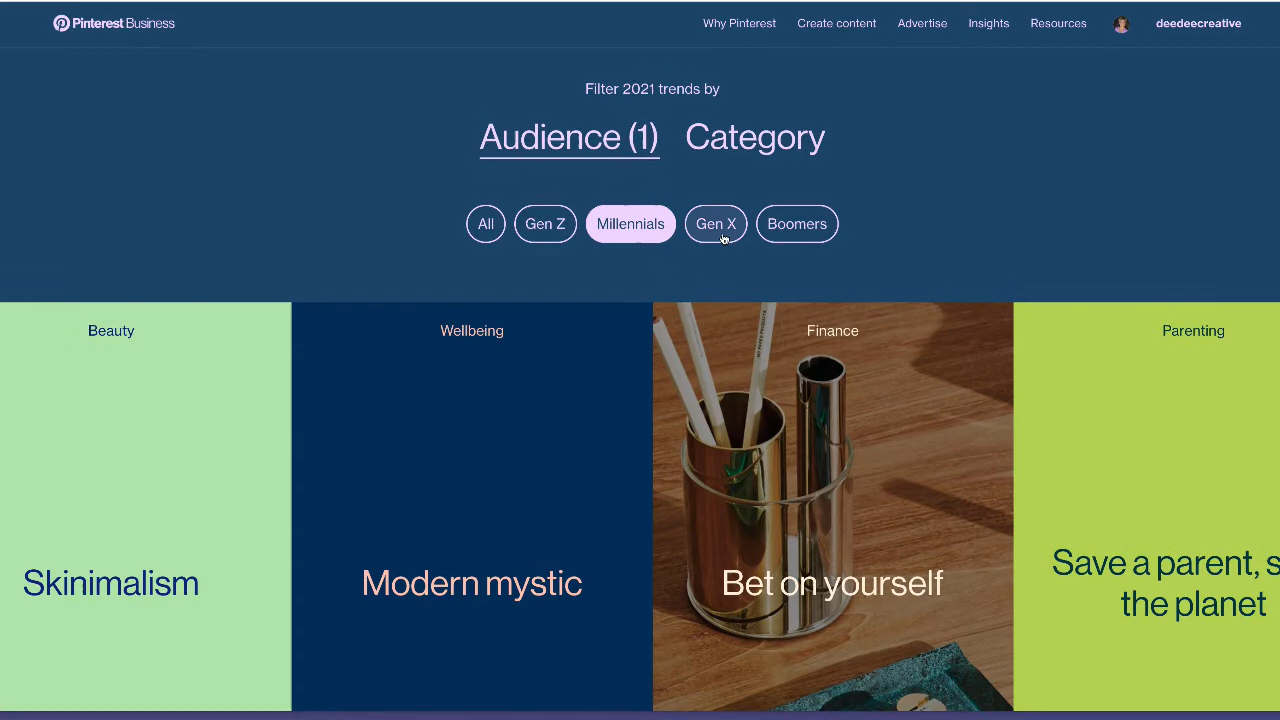 Pinterest Business
Why Pinterest Create content Advertise Insights Resources deedeecreative
Filter 2021 trends by
Audience (1) Category
All Gen Z Millennials Gen X Boomers
Beauty Wellbeing Finance Parenting
Skinimalism Modern mystic Bet on yourself Save a parent, s
the planet